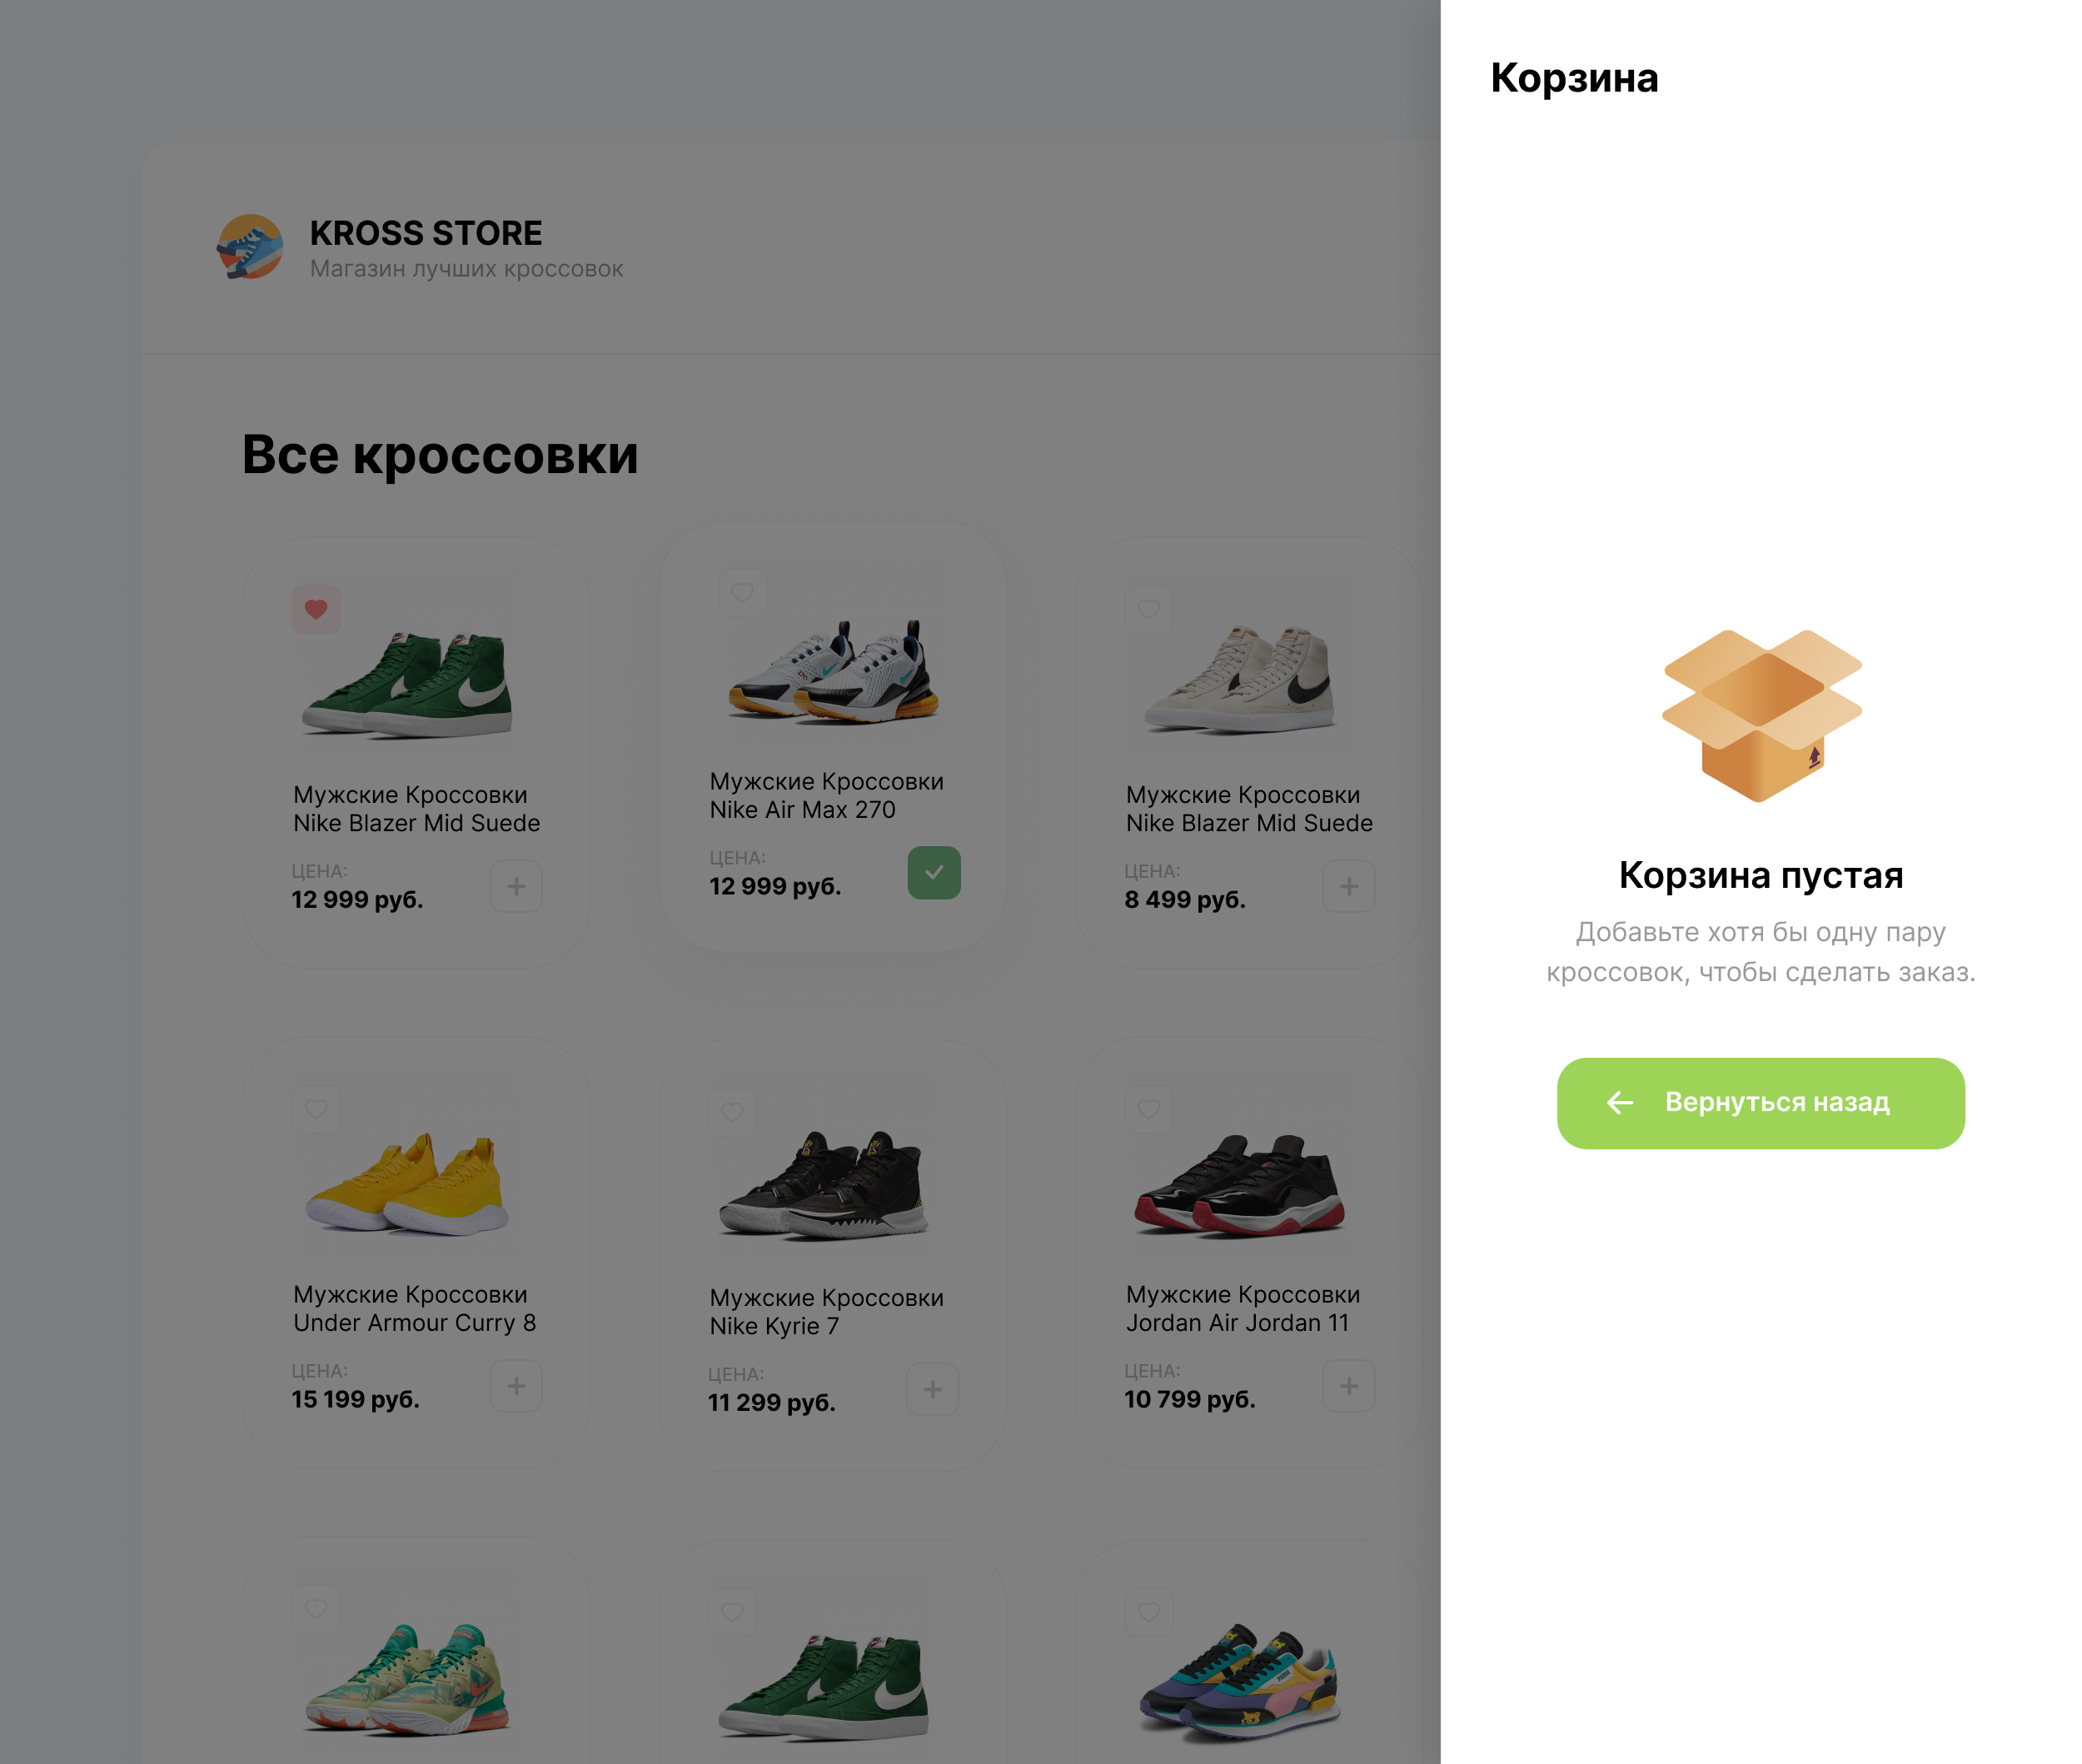 Корзина
KROSS STORE
Магазин лучших кроссовок
Все кроссовки
Мужские Кроссовки
Nike Blazer Mid Suede
ЦЕНА:
12 999 руб.
Мужские Кроссовки
Nike Air Max 270
ЦЕНА:
12 999 руб.
Мужские Кроссовки
Nike Blazer Mid Suede
ЦЕНА:
8 499 руб.
Мужские Кроссовки
Under Armour Curry 8
ЦЕНА:
15 199 руб.
Мужские Кроссовки
Nike Kyrie 7
ЦЕНА:
11 299 руб.
Мужские Кроссовки
Jordan Air Jordan 11
ЦЕНА:
10 799 руб.
Корзина пустая
Добавьте хотя бы одну пару
кроссовок, чтобы сделать заказ.
Вернуться назад